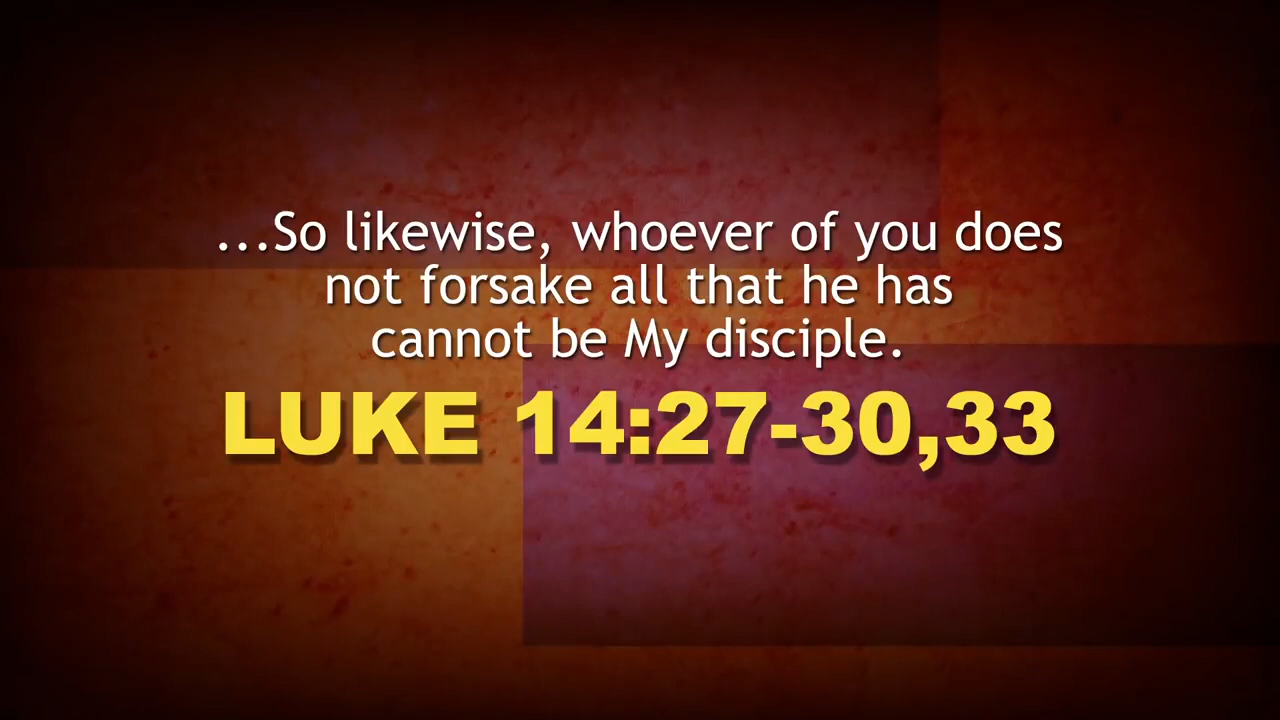 ...So likewise, whoever of you does
not forsake all that he has
cannot be My disciple.
LUKE 14:27-30,33